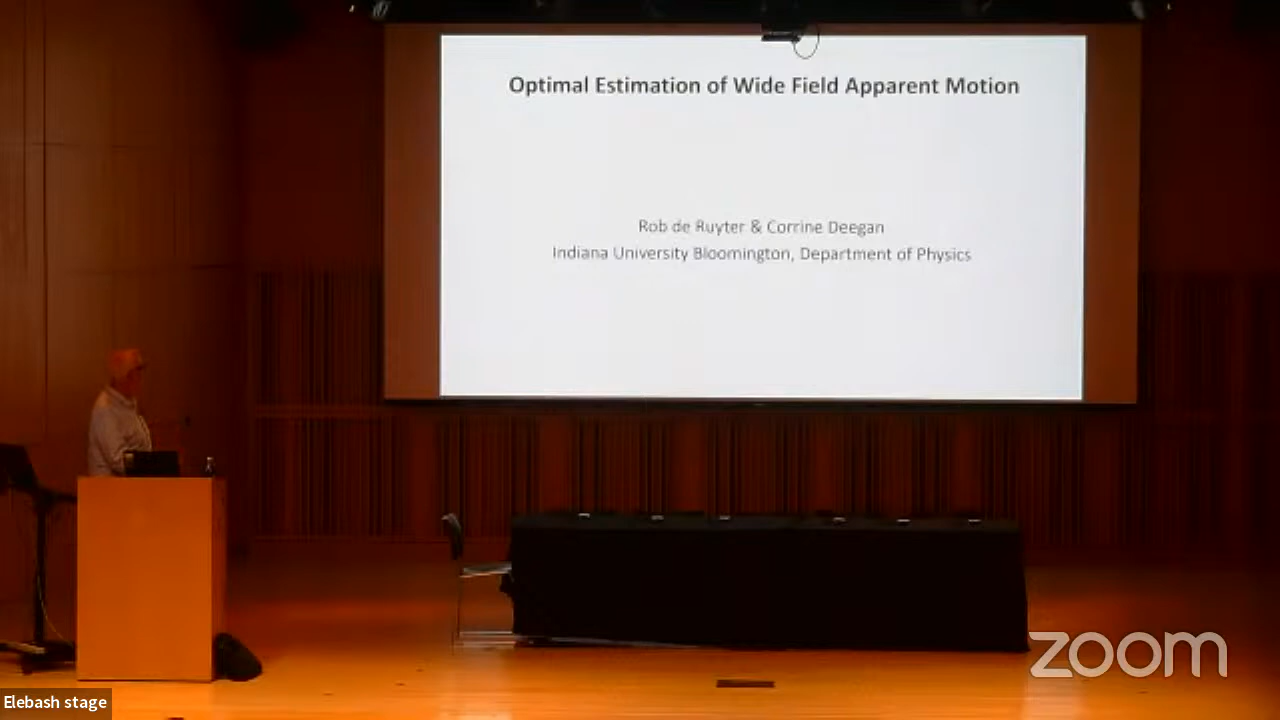 Optimal Estimation of Wide Field Apparent Motion
Rob de Ruyter & Corrine Deegan
Indiana University Bloomington, Department of Physics
zoom
Elebash stage